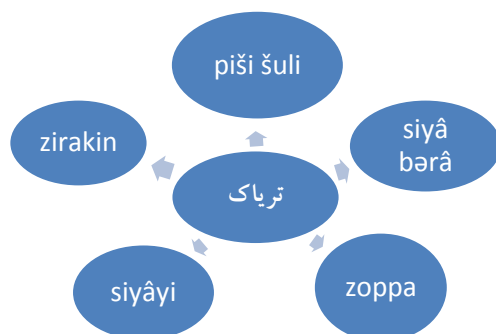 piši šuli
zirakin
siyâ
bərâ
تریاک
siyâyi
zoppa